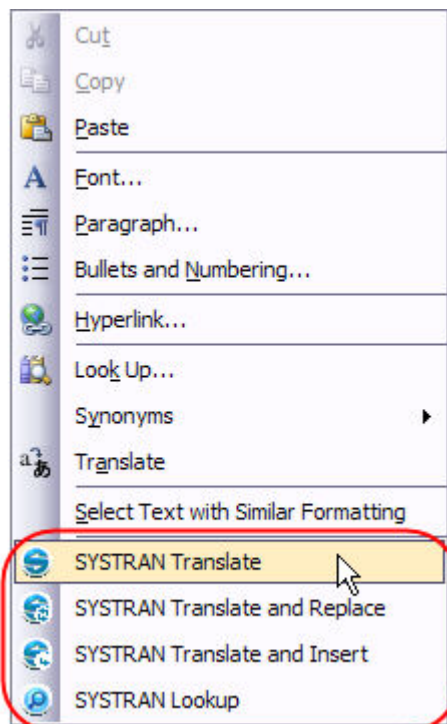 Cut
Copy
Paste
Font...
Paragraph...
Bullets and Numbering...
Hyperlink...
Look Up...
Synonyms
Translate
Select Text with Similar Formatting
SYSTRAN Translate
SYSTRAN Translate and Replace
SYSTRAN Translate and Insert
SYSTRAN Lookup